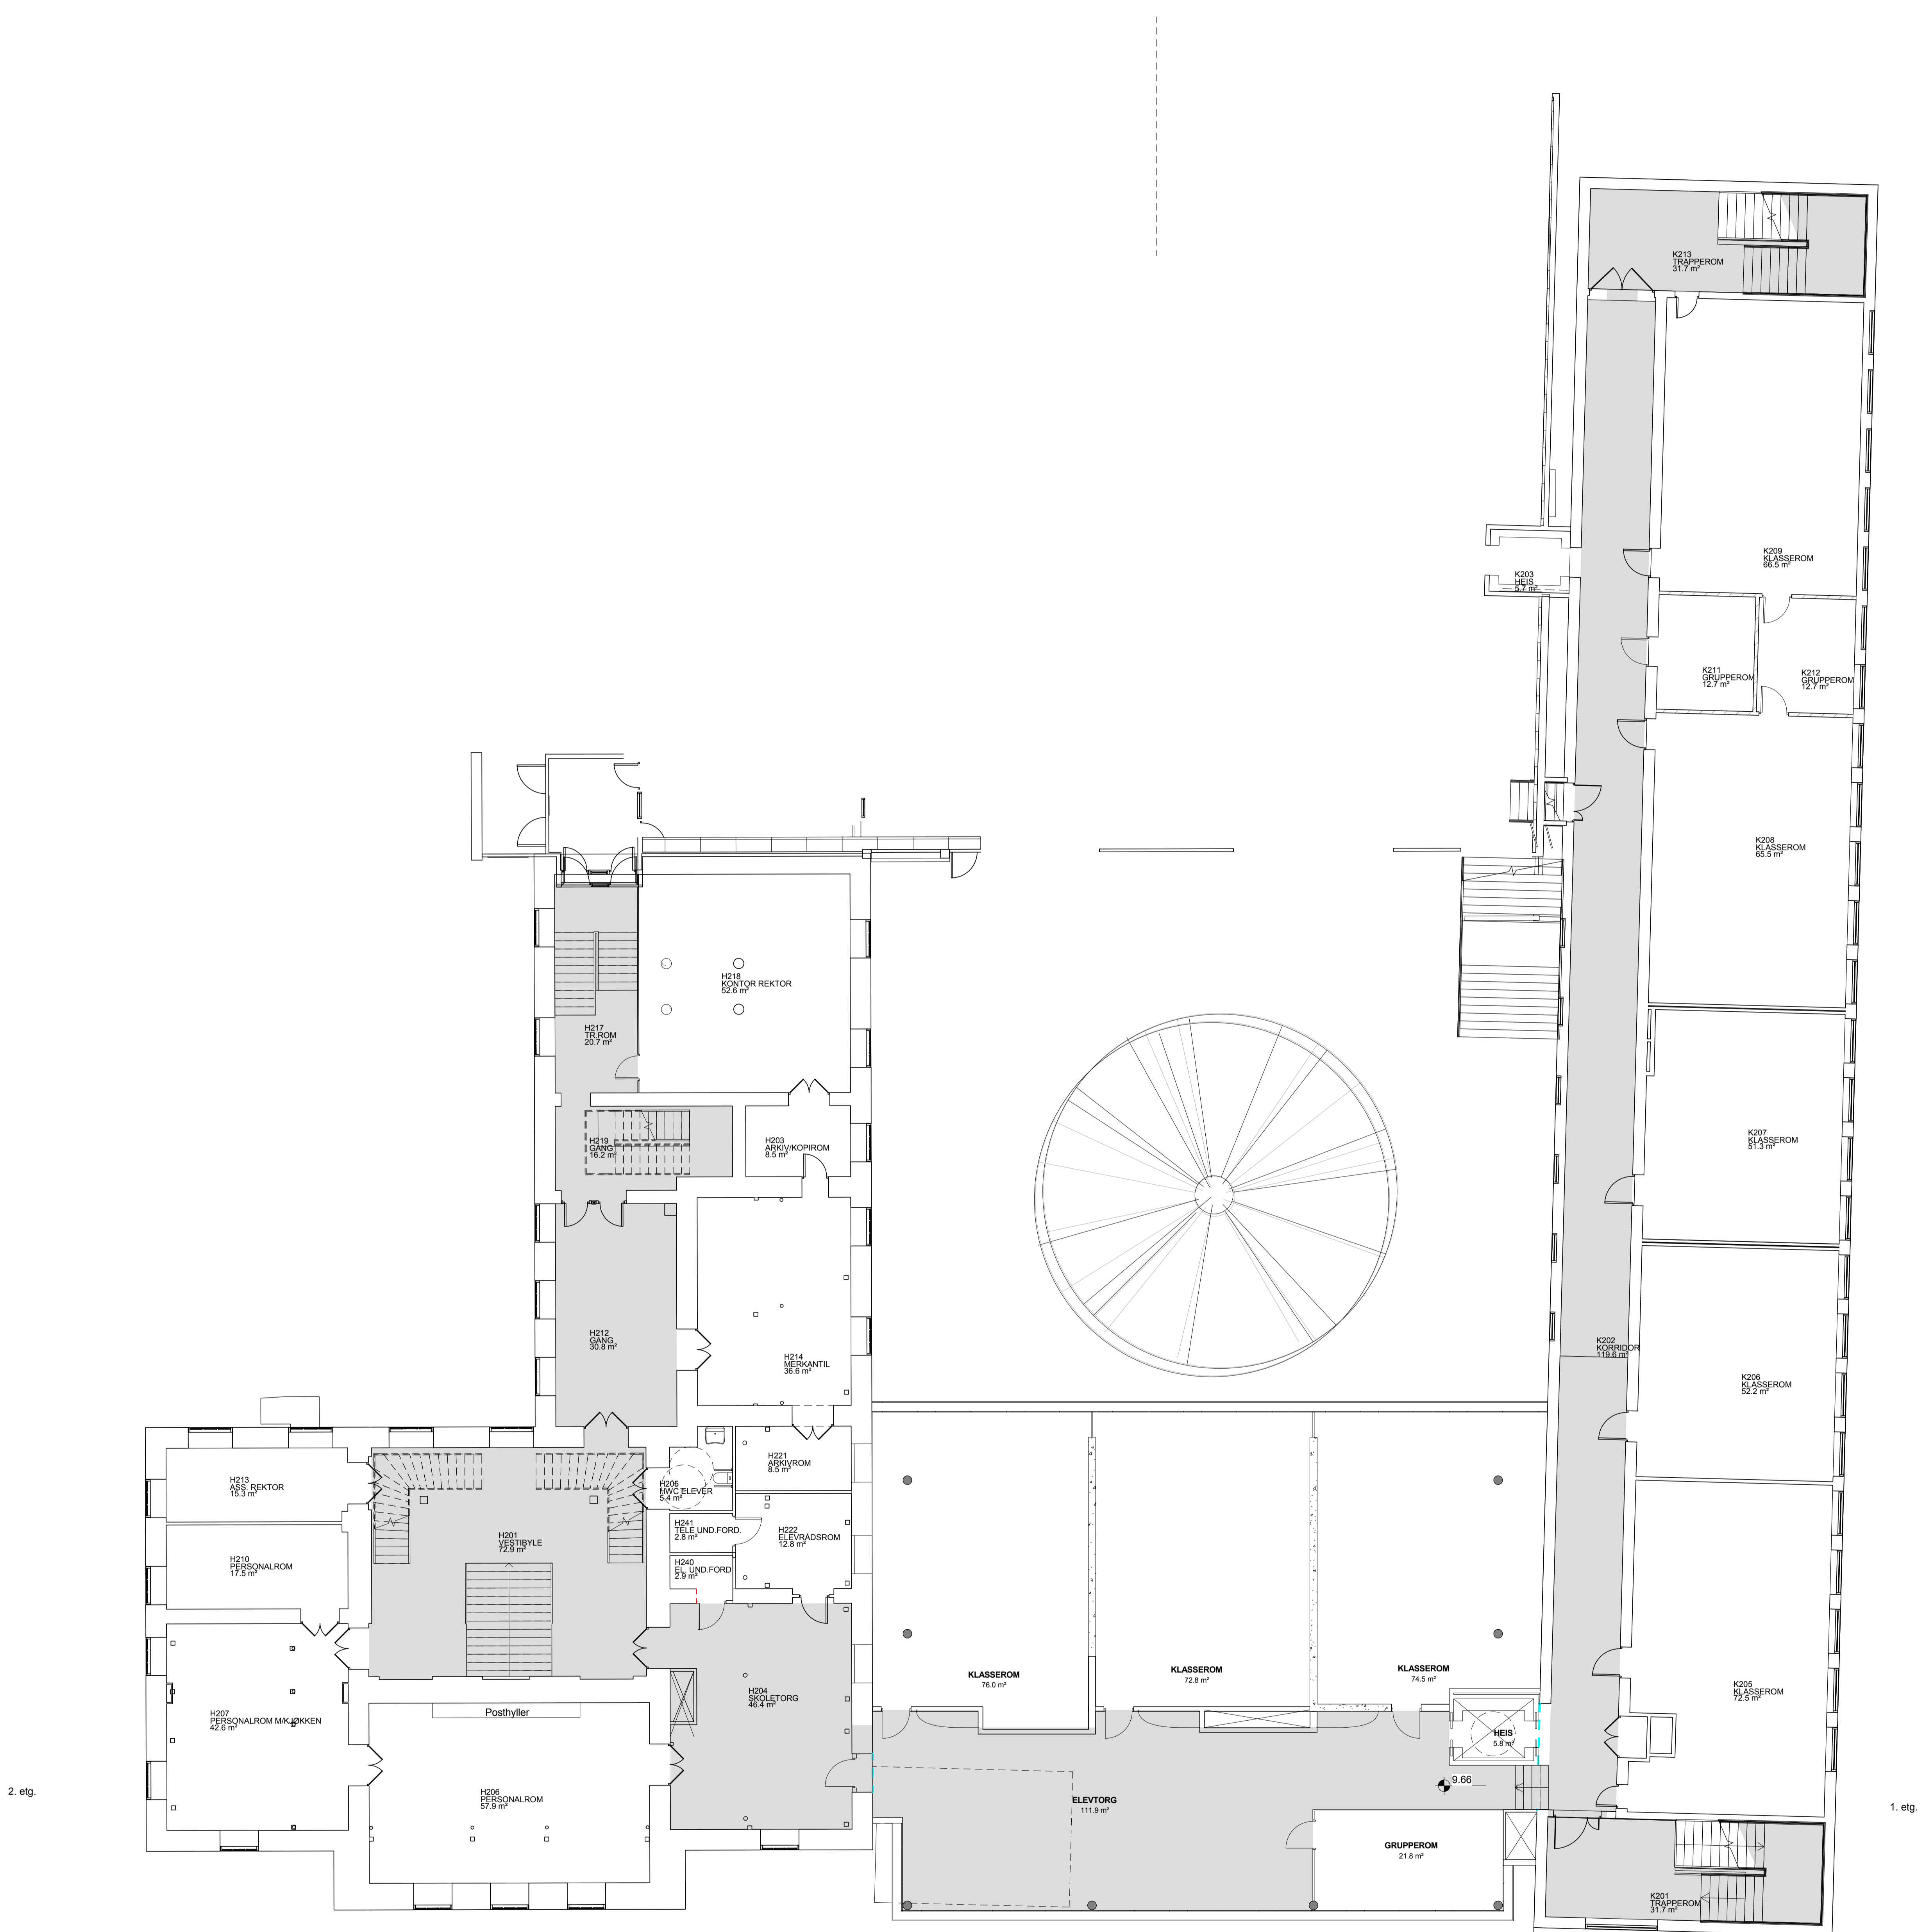 K213
TRAPPEROM
31.7 m²
K209
KLASSEROM
66.5 m²
K203
HEIS
5.7 m²
K211
GRUPPEROM
12.7 m²
K212
GRUPPEROM
12.7 m²
K208
KLASSEROM
65.5 m²
H218
KONTOR REKTOR
52.6 m²
H217
TR.ROM
20.7 m²
H219
GANG
16.2 m²
H203
ARKIV/KOPIROM
8.5 m²
K207
KLASSEROM
51.3 m²
H212
GANG
30.8 m²
H214
MERKANTIL
36.6 m²
K202
KORRIDOR
119.6 m²
K206
KLASSEROM
52.2 m²
H213
ASS. REKTOR
15.3 m²
H221
ARKIVROM
8.5 m²
H206
HWC ELEVER
5.4 m²
H201
VESTIBYLE
72.9 m²
H241
TELE UND.FORD.
2.8 m²
H222
ELEVRÅDSROM
12.8 m²
H210
PERSONALROM
17.5 m²
H240
EL. UND.FORD
2.9 m²
KLASSEROM
76.0 m²
KLASSEROM
72.8 m²
KLASSEROM
74.5 m²
K205
KLASSEROM
72.5 m²
H204
SKOLETORG
46.4 m²
H207
PERSONALROM M/KJØKKEN
42.6 m²
Posthyller
HEIS
5.8 m²
9.66
2. etg.
H206
PERSONALROM
57.9 m²
ELEVTORG
111.9 m²
1. etg.
GRUPPEROM
21.8 m²
K201
TRAPPEROM
31.7 m²